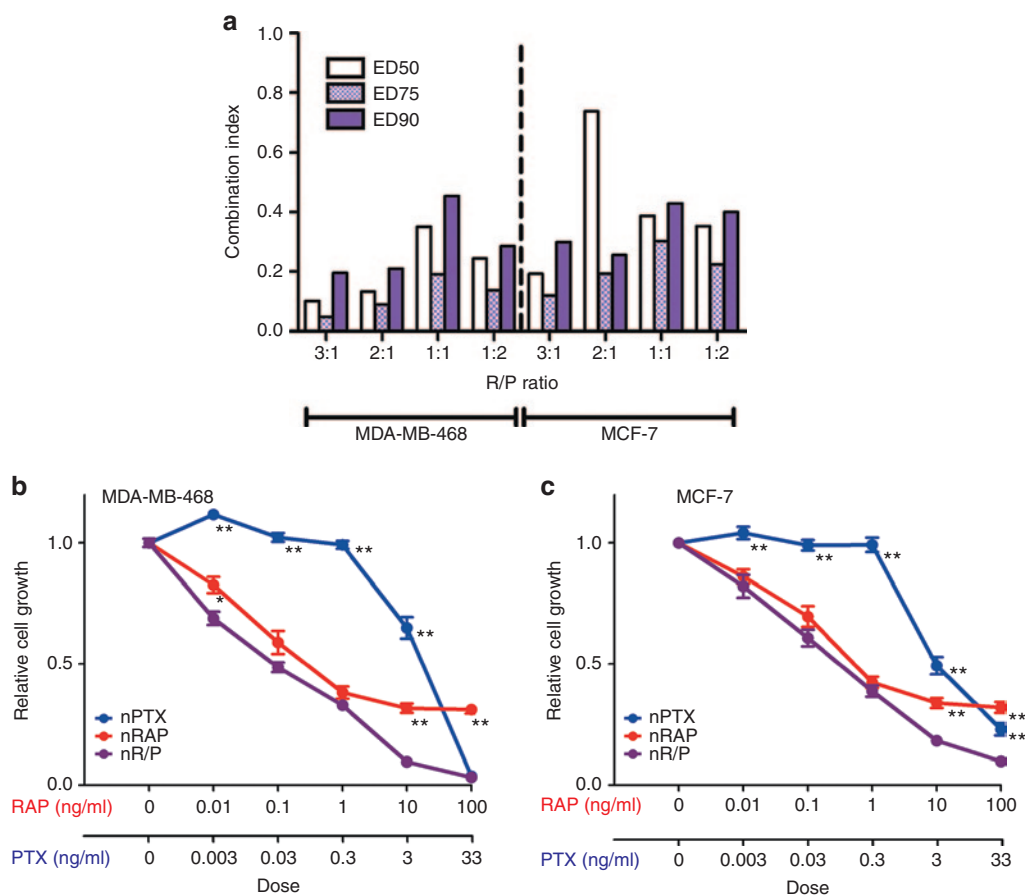 a
1.0
0.8
0.6
0.4
0.2
0.0
Combination index
ED50
ED75
ED90
3:1 2:1 1:1 1:2 3:1 2:1 1:1 1:2
R/P ratio
MDA-MB-468 MCF-7
b
MDA-MB-468
Relative cell growth
1.0
0.5
0.0
**
**
**
*
**
**
**
nPTX
nRAP
nR/P
RAP (ng/ml) 0 0.01 0.1 1 10 100
PTX (ng/ml) 0 0.003 0.03 0.3 3 33
Dose
c
MCF-7
Relative cell growth
1.0
0.5
0.0
**
**
**
**
**
**
**
nPTX
nRAP
nR/P
RAP (ng/ml) 0 0.01 0.1 1 10 100
PTX (ng/ml) 0 0.003 0.03 0.3 3 33
Dose